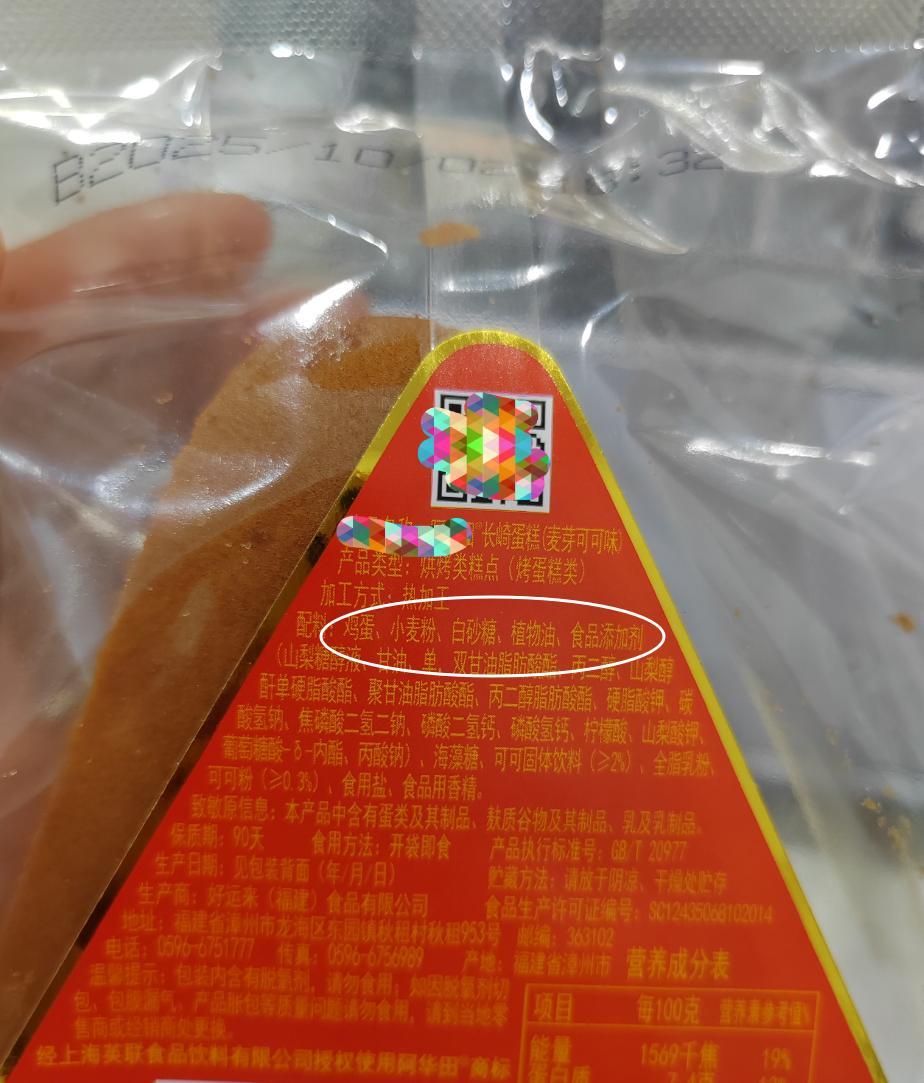 B2025/10/02 :32
长崎蛋糕(麦芽可可味)
产品类型：烘烤类糕点（烤蛋糕类）
加工方式：热加工
配料：鸡蛋、小麦粉、白砂糖、植物油、食品添加剂
（山梨糖醇液、甘油、单，双甘油脂肪酸酯、丙二醇、山梨醇
酐单硬脂酸酯、聚甘油脂肪酸酯、丙二醇脂肪酸酯、硬脂酸钾、碳
酸氢钠、焦磷酸二氢二钠、磷酸二氢钙、磷酸氢钙、柠檬酸、山梨酸钾、
葡萄糖酸-δ-内酯、丙酸钠）、海藻糖、可可固体饮料（≥2%）、全脂乳粉、
可可粉（≥0.3%）、食用盐、食品用香精。
致敏原信息：本产品中含有蛋类及其制品、麸质谷物及其制品、乳及乳制品。
保质期：90天 食用方法：开袋即食 产品执行标准号：GB/T 20977
生产日期：见包装背面（年/月/日） 贮藏方法：请放于阴凉、干燥处贮存
生产商：好运来（福建）食品有限公司 食品生产许可证编号：SC12435068102014
地址：福建省漳州市龙海区东园镇秋租村秋租953号 邮编：363102
电话：0596-6751777 传真：0596-6756989 产地：福建省漳州市
温馨提示：包装内含有脱氧剂，请勿食用；如因脱氧剂切
包、包膜漏气、产品胀包等质量问题请勿食用，请到当地零
售商或经销商处更换。
经上海英联食品饮料有限公司授权使用阿华田®商标
营养成分表
项目 每100克 营养素参考值%
能量 1569千焦 19%
蛋白质